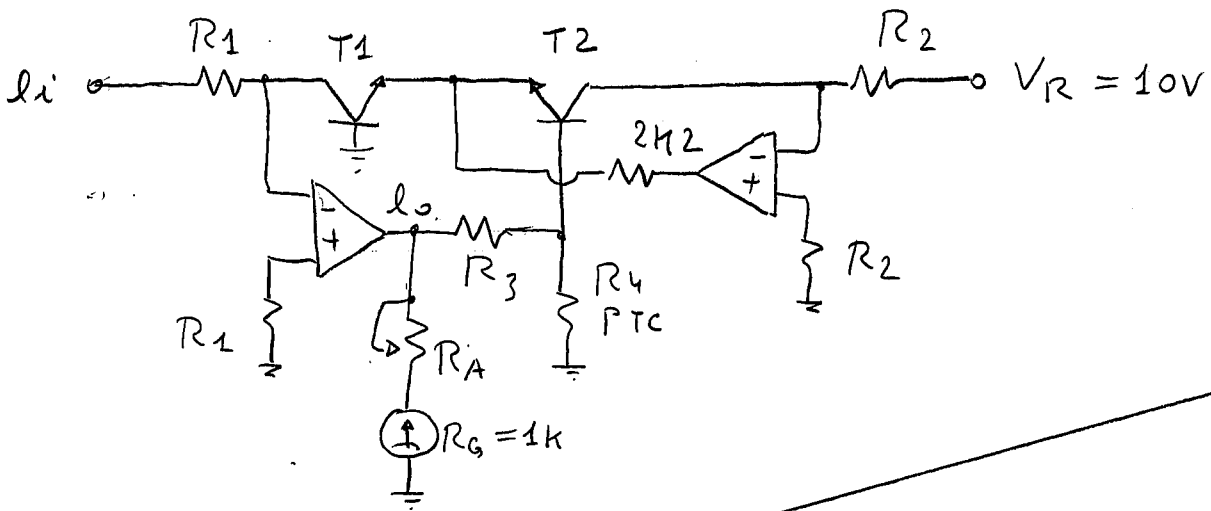 R1 T1 T2 R2
li VR = 10V
2K2
-
+
-
+
lo
R3 R4 R2
PTC
R1
RA
RG = 1K